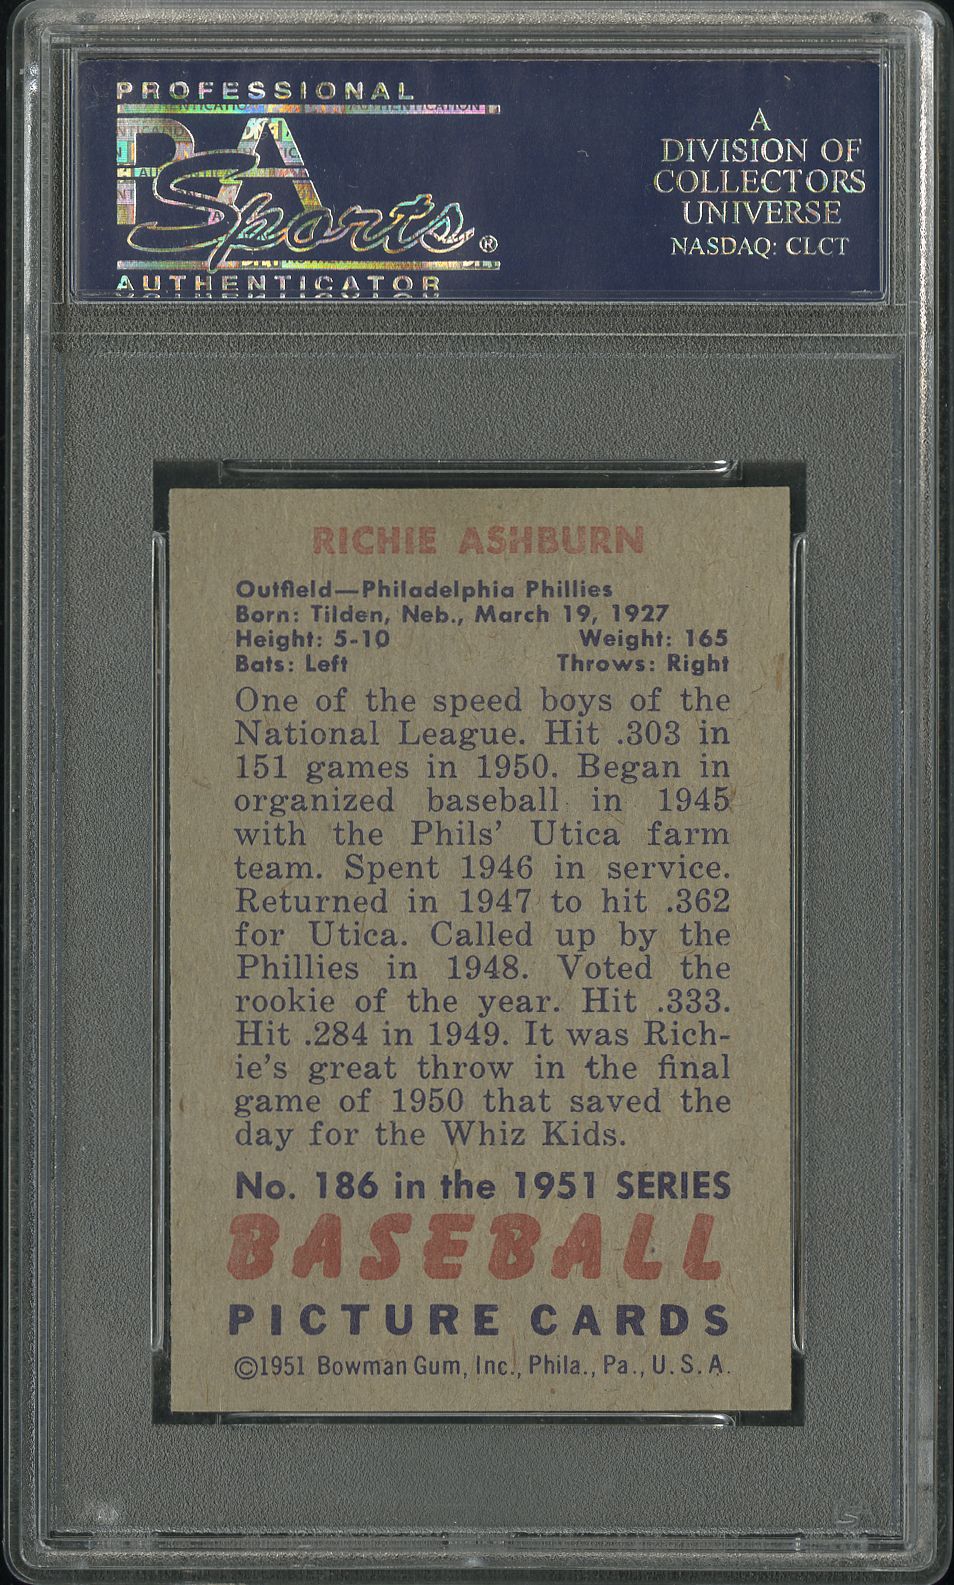 PROFESSIONAL
PSA
Sports®
AUTHENTICATOR
A
DIVISION OF
COLLECTORS
UNIVERSE
NASDAQ: CLCT
RICHIE ASHBURN
Outfield—Philadelphia Phillies
Born: Tilden, Neb., March 19, 1927
Height: 5-10 Weight: 165
Bats: Left Throws: Right
One of the speed boys of the
National League. Hit .303 in
151 games in 1950. Began in
organized baseball in 1945
with the Phils' Utica farm
team. Spent 1946 in service.
Returned in 1947 to hit .362
for Utica. Called up by the
Phillies in 1948. Voted the
rookie of the year. Hit .333.
Hit .284 in 1949. It was Rich-
ie's great throw in the final
game of 1950 that saved the
day for the Whiz Kids.
No. 186 in the 1951 SERIES
BASEBALL
PICTURE CARDS
©1951 Bowman Gum, Inc., Phila., Pa., U.S.A.